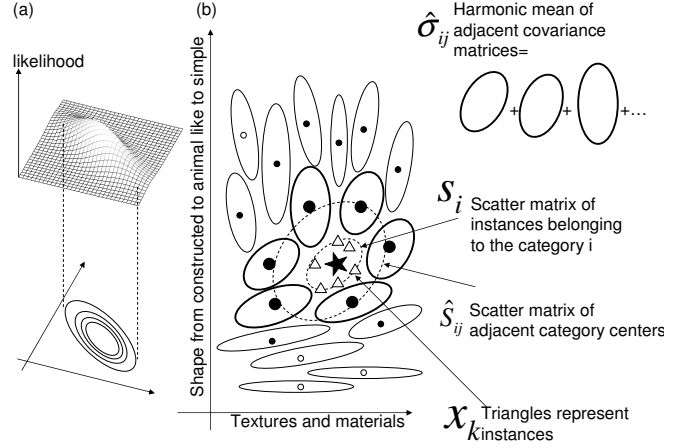 (a)
likelihood
(b)
Shape from constructed to animal like to simple
Textures and materials
σ̂ij Harmonic mean of
adjacent covariance
matrices=
+ + +…
si Scatter matrix of
instances belonging
to the category i
Ŝij Scatter matrix of
adjacent category centers
xk Triangles represent
instances